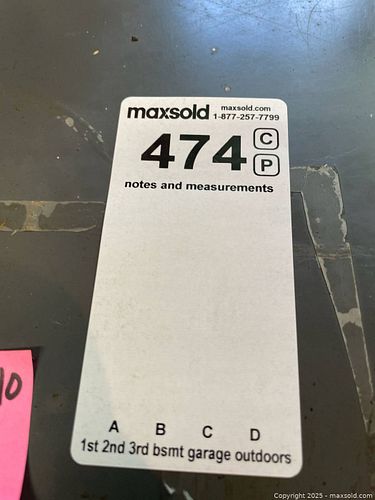 maxsold maxsold.com
1-877-257-7799
474 C
P
notes and measurements
10
A B C D
1st 2nd 3rd bsmt garage outdoors
Copyright 2025 - maxsold.com